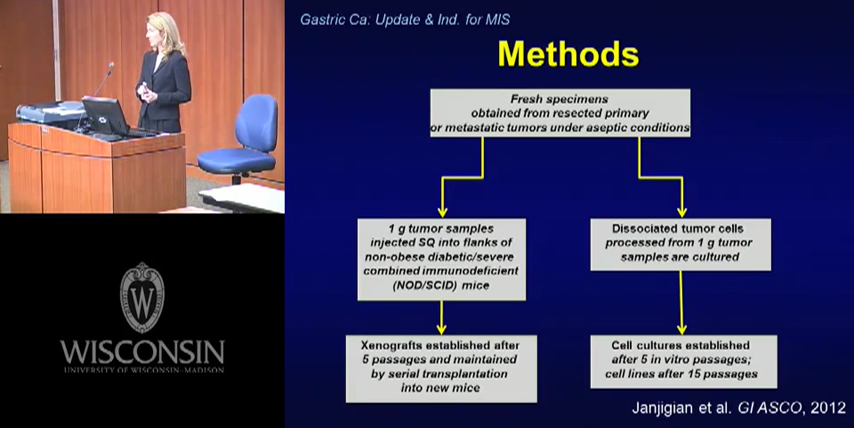 Gastric Ca: Update & Ind. for MIS
Methods
Fresh specimens
obtained from resected primary
or metastatic tumors under aseptic conditions
1 g tumor samples
injected SQ into flanks of
non-obese diabetic/severe
combined immunodeficient
(NOD/SCID) mice
Dissociated tumor cells
processed from 1 g tumor
samples are cultured
Xenografts established after
5 passages and maintained
by serial transplantation
into new mice
Cell cultures established
after 5 in vitro passages;
cell lines after 15 passages
Janjigian et al. GI ASCO, 2012
W
WISCONSIN
UNIVERSITY OF WISCONSIN–MADISON